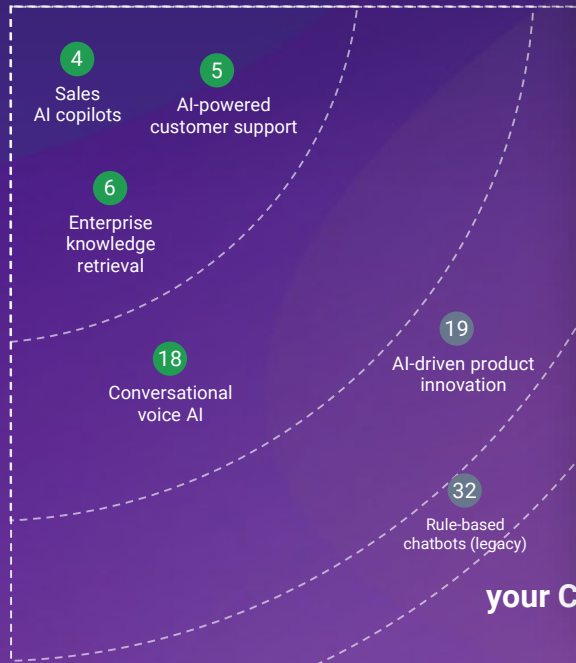 4
Sales
AI copilots
5
AI-powered
customer support
6
Enterprise
knowledge
retrieval
18
Conversational
voice AI
19
AI-driven product
innovation
32
Rule-based
chatbots (legacy)
your C